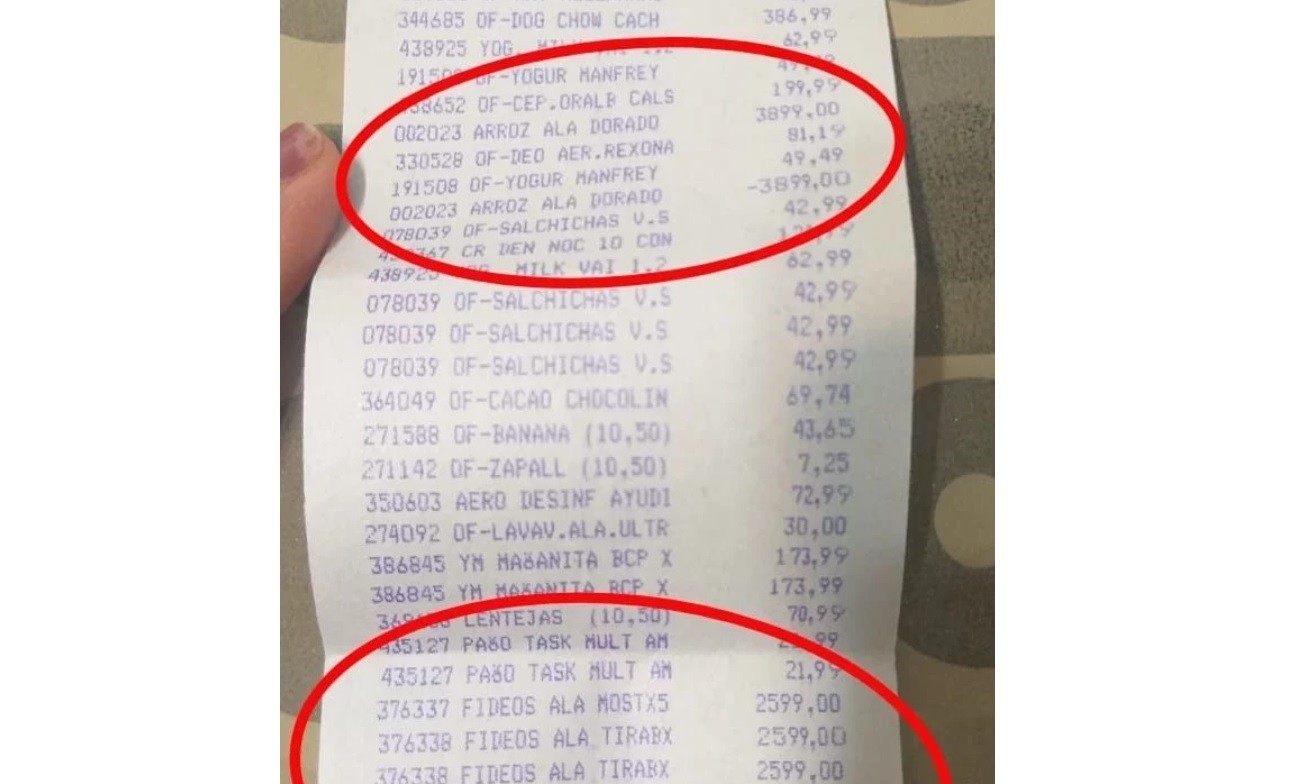 344685 OF-DOG CHOW CACH 386,99
438925 YOG. MILK VAI 1.2 62,99
OF-YOGUR MANFREY
OF-CEP.ORALB CALS 199,99
002023 ARROZ ALA DORADO 3899,00
330528 OF-DEO AER.REXONA 81,19
191508 OF-YOGUR MANFREY 49,49
002023 ARROZ ALA DORADO -3899,00
078039 OF-SALCHICHAS V.S 42,99
CR DEN NOC 10 CON
MILK VAI 1.2 62,99
078039 OF-SALCHICHAS V.S 42,99
078039 OF-SALCHICHAS V.S 42,99
078039 OF-SALCHICHAS V.S 42,99
364049 OF-CACAO CHOCOLIN 69,74
271588 OF-BANANA (10,50) 43,65
271142 OF-ZAPALL (10,50) 7,25
350603 AERO DESINF AYUDI 72,99
274092 OF-LAVAV.ALA.ULTR 30,00
386845 YM MAñANITA BCP X 173,99
386845 YM MAñANITA BCP X 173,99
LENTEJAS (10,50) 70,99
435127 PAñO TASK MULT AM
435127 PAñO TASK MULT AM 21,99
376337 FIDEOS ALA MOSTX5 2599,00
376338 FIDEOS ALA TIRABX 2599,00
376338 FIDEOS ALA TIRABX 2599,00